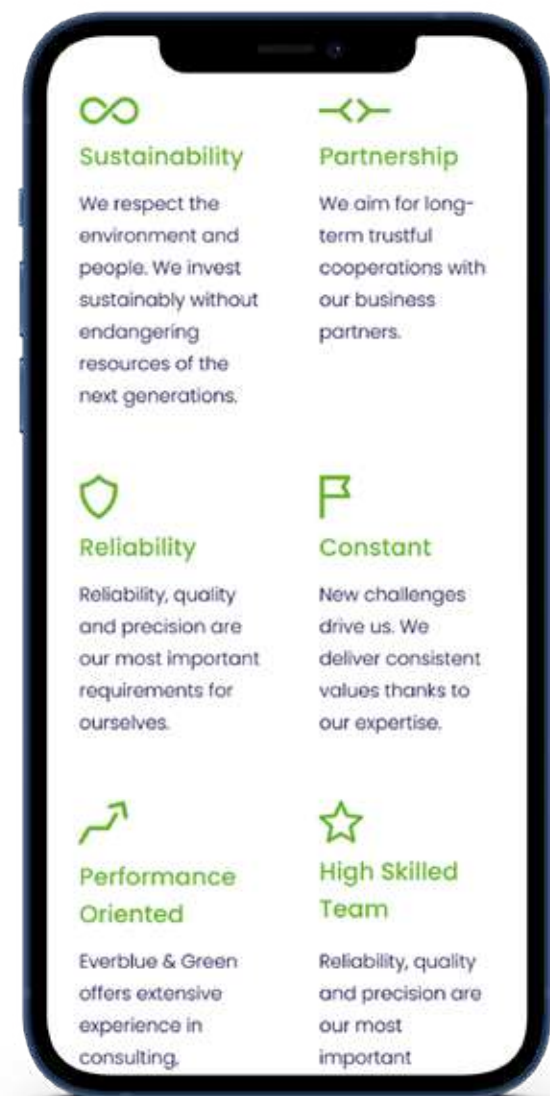 Sustainability
We respect the
environment and
people. We invest
sustainably without
endangering
resources of the
next generations.
Partnership
We aim for long-
term trustful
cooperations with
our business
partners.
Reliability
Reliability, quality
and precision are
our most important
requirements for
ourselves.
Constant
New challenges
drive us. We
deliver consistent
values thanks to
our expertise.
Performance
Oriented
Everblue & Green
offers extensive
experience in
consulting,
High Skilled
Team
Reliability, quality
and precision are
our most
important